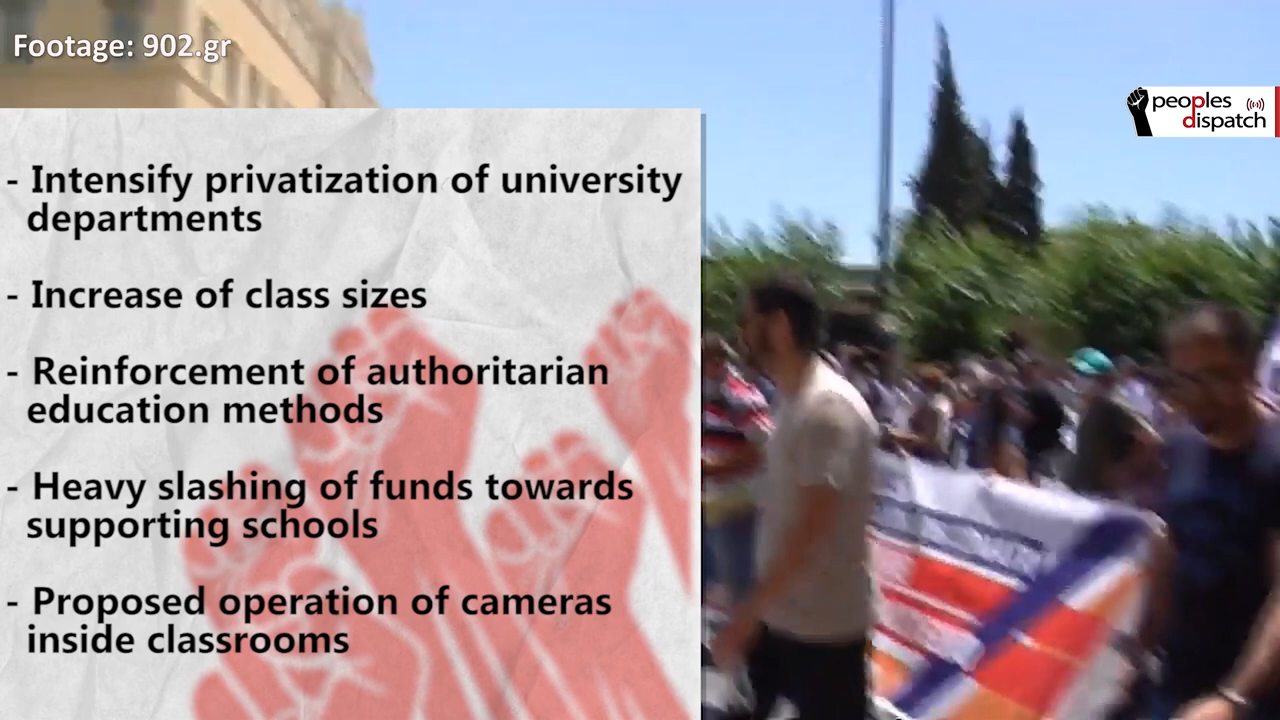 Footage: 902.gr
peoples
dispatch
- Intensify privatization of university
departments
- Increase of class sizes
- Reinforcement of authoritarian
education methods
- Heavy slashing of funds towards
supporting schools
- Proposed operation of cameras
inside classrooms